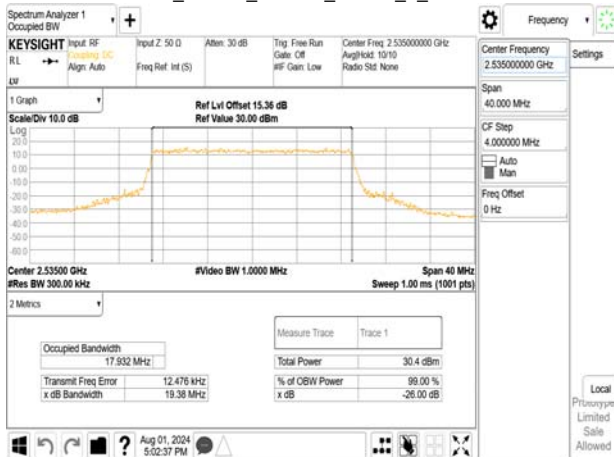 Spectrum Analyzer 1
Occupied BW
KEYSIGHT
RL
Input: RF
Coupling: DC
Align: Auto
Input Z: 50 Ω
Freq Ref: Int (S)
Atten: 30 dB
Trig: Free Run
Gate: Off
#IF Gain: Low
Center Freq: 2.535000000 GHz
Avg|Hold: 10/10
Radio Std: None
1 Graph
Scale/Div 10.0 dB
Ref Lvl Offset 15.36 dB
Ref Value 30.00 dBm
Log
20.0
10.0
0.00
-10.0
-20.0
-30.0
-40.0
-50.0
-60.0
Center 2.53500 GHz
#Res BW 300.00 kHz
#Video BW 1.0000 MHz
Span 40 MHz
Sweep 1.00 ms (1001 pts)
2 Metrics
Measure Trace
Trace 1
Occupied Bandwidth
17.932 MHz
Total Power
30.4 dBm
Transmit Freq Error
12.476 kHz
% of OBW Power
99.00 %
x dB Bandwidth
19.38 MHz
x dB
-26.00 dB
Aug 01, 2024
5:02:37 PM
Frequency
Center Frequency
2.535000000 GHz
Settings
Span
40.000 MHz
CF Step
4.000000 MHz
Auto
Man
Freq Offset
0 Hz
Local
Prototype
Limited
Sale
Allowed